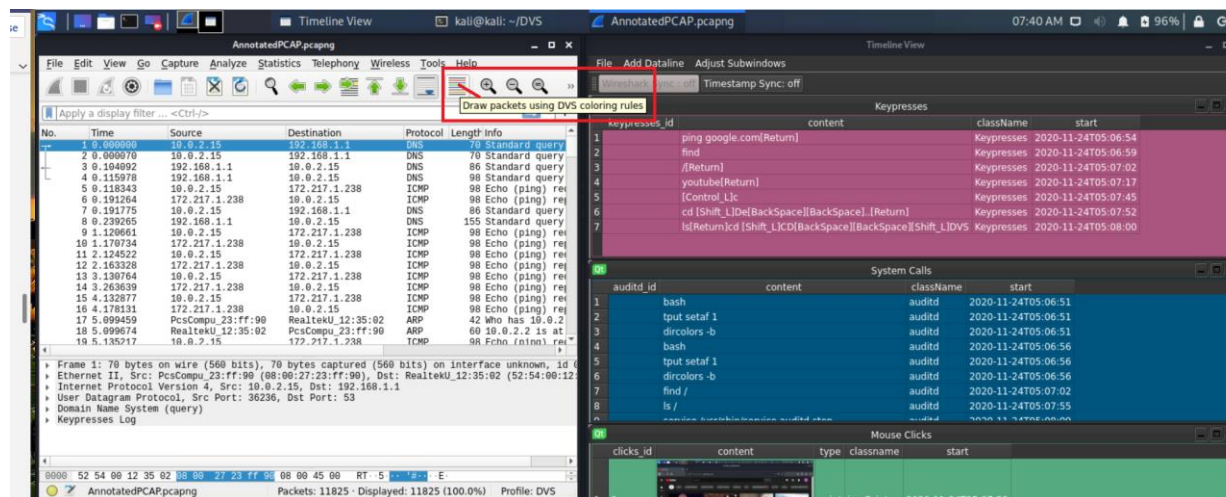 se
Timeline View
kali@kali: ~/DVS
AnnotatedPCAP.pcapng
07:40 AM
96%
AnnotatedPCAP.pcapng
File Edit View Go Capture Analyze Statistics Telephony Wireless Tools Help
Draw packets using DVS coloring rules
Apply a display filter ... <Ctrl-/>
No. Time Source Destination Protocol Length Info
1 0.000000 10.0.2.15 192.168.1.1 DNS 70 Standard query
2 0.000070 10.0.2.15 192.168.1.1 DNS 70 Standard query
3 0.104092 192.168.1.1 10.0.2.15 DNS 86 Standard query
4 0.115978 192.168.1.1 10.0.2.15 DNS 98 Standard query
5 0.118343 10.0.2.15 172.217.1.238 ICMP 98 Echo (ping) re
6 0.191264 172.217.1.238 10.0.2.15 ICMP 98 Echo (ping) re
7 0.191775 10.0.2.15 192.168.1.1 DNS 86 Standard query
8 0.239265 192.168.1.1 10.0.2.15 DNS 155 Standard query
9 1.120661 10.0.2.15 172.217.1.238 ICMP 98 Echo (ping) re
10 1.170734 172.217.1.238 10.0.2.15 ICMP 98 Echo (ping) re
11 2.124522 10.0.2.15 172.217.1.238 ICMP 98 Echo (ping) re
12 2.163328 172.217.1.238 10.0.2.15 ICMP 98 Echo (ping) re
13 3.130764 10.0.2.15 172.217.1.238 ICMP 98 Echo (ping) re
14 3.263639 172.217.1.238 10.0.2.15 ICMP 98 Echo (ping) re
15 4.132877 10.0.2.15 172.217.1.238 ICMP 98 Echo (ping) re
16 4.178131 172.217.1.238 10.0.2.15 ICMP 98 Echo (ping) re
17 5.099459 PcsCompu_23:ff:90 RealtekU_12:35:02 ARP 42 Who has 10.0.2
18 5.099674 RealtekU_12:35:02 PcsCompu_23:ff:90 ARP 60 10.0.2.2 is at
19 5.135217 10.0.2.15 172.217.1.238 ICMP 98 Echo (ping) re
Frame 1: 70 bytes on wire (560 bits), 70 bytes captured (560 bits) on interface unknown, id
Ethernet II, Src: PcsCompu_23:ff:90 (08:00:27:23:ff:90), Dst: RealtekU_12:35:02 (52:54:00:12:
Internet Protocol Version 4, Src: 10.0.2.15, Dst: 192.168.1.1
User Datagram Protocol, Src Port: 36236, Dst Port: 53
Domain Name System (query)
Keypresses Log
0000 52 54 00 12 35 02 08 00 27 23 ff 90 08 00 45 00 RT··5··· '#····E·
AnnotatedPCAP.pcapng Packets: 11825 · Displayed: 11825 (100.0%) Profile: DVS
Timeline View
File Add Dataline Adjust Subwindows
Wireshark Sync : off Timestamp Sync: off
Keypresses
keypresses_id content className start
1 ping google.com[Return] Keypresses 2020-11-24T05:06:54
2 find Keypresses 2020-11-24T05:06:59
3 /[Return] Keypresses 2020-11-24T05:07:02
4 youtube[Return] Keypresses 2020-11-24T05:07:17
5 [Control_L]c Keypresses 2020-11-24T05:07:45
6 cd [Shift_L]De[BackSpace][BackSpace]..[Return] Keypresses 2020-11-24T05:07:52
7 ls[Return]cd [Shift_L]CD[BackSpace][BackSpace][Shift_L]DVS Keypresses 2020-11-24T05:08:00
Qt System Calls
auditd_id content className start
1 bash auditd 2020-11-24T05:06:51
2 tput setaf 1 auditd 2020-11-24T05:06:51
3 dircolors -b auditd 2020-11-24T05:06:51
4 bash auditd 2020-11-24T05:06:56
5 tput setaf 1 auditd 2020-11-24T05:06:56
6 dircolors -b auditd 2020-11-24T05:06:56
7 find / auditd 2020-11-24T05:07:02
8 ls / auditd 2020-11-24T05:07:55
Qt Mouse Clicks
clicks_id content type classname start